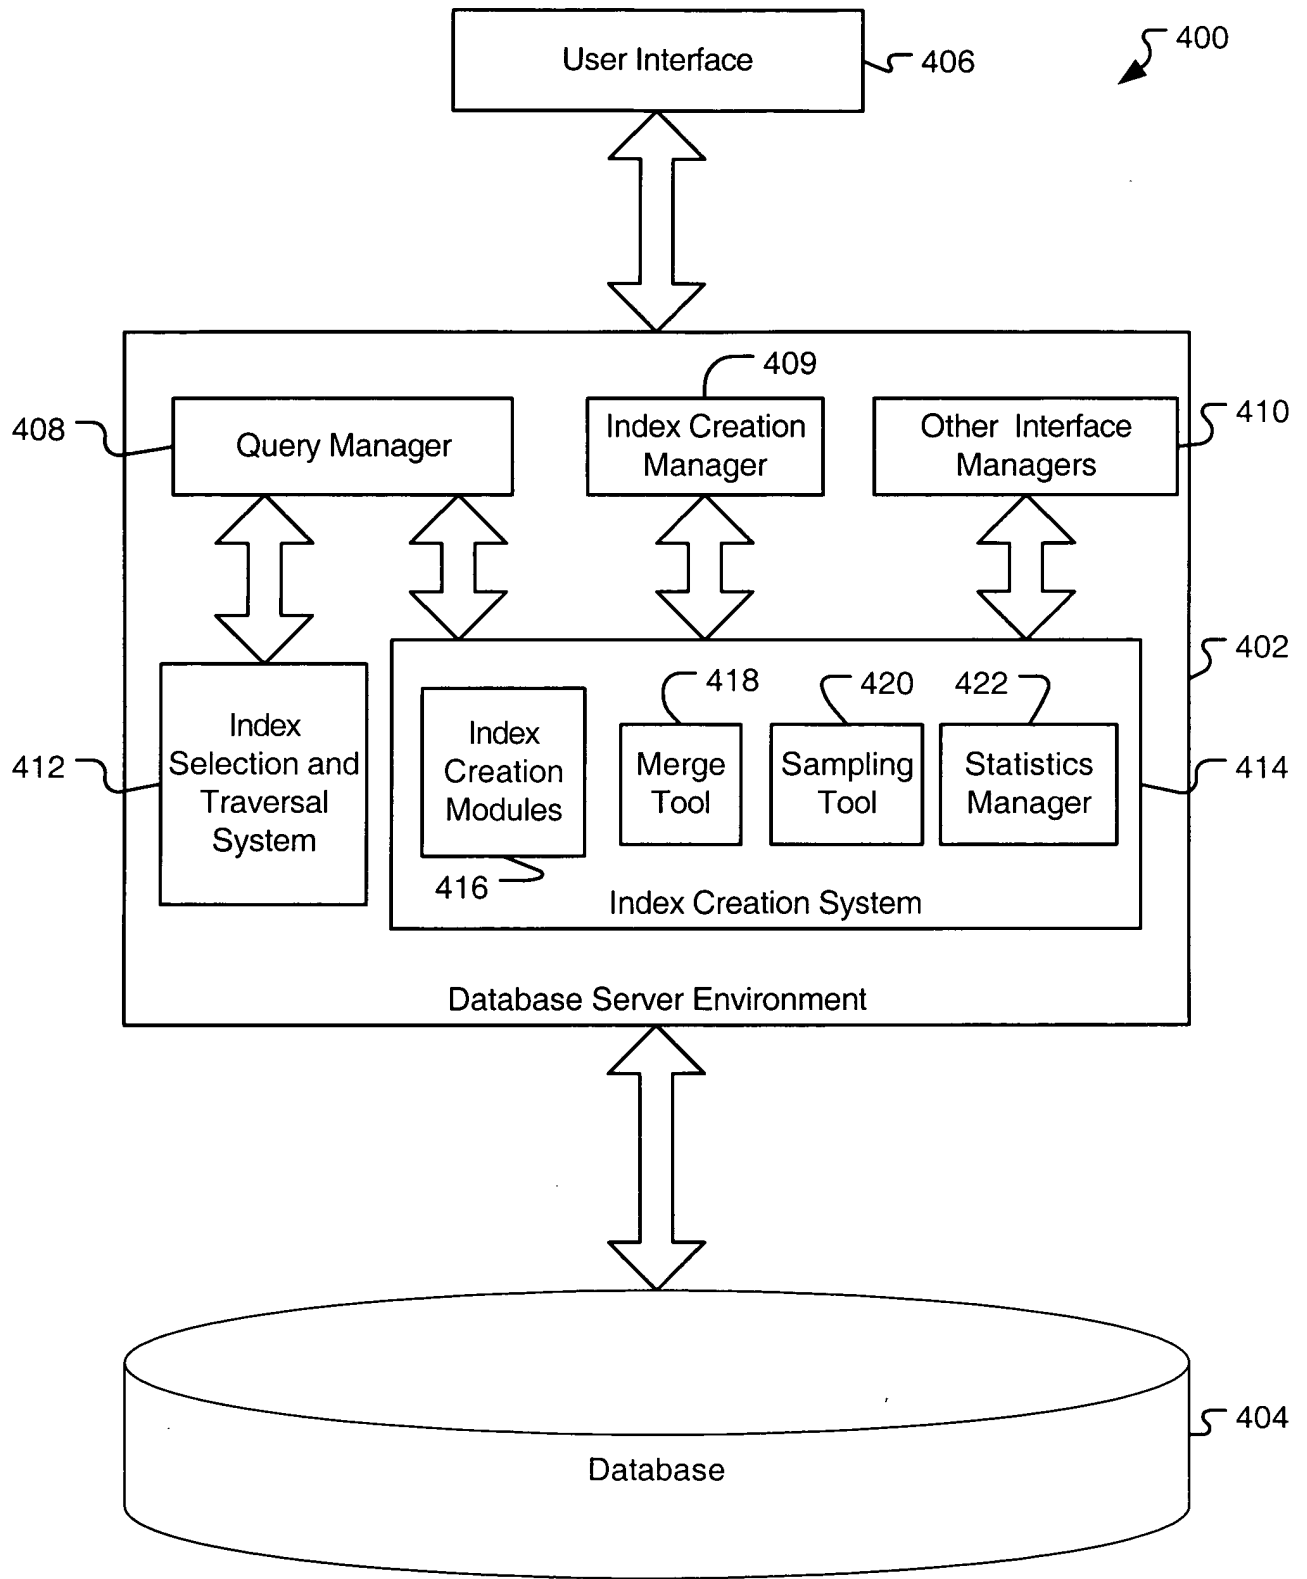 User Interface
406
400
409
408
Query Manager
Index Creation
Manager
Other Interface
Managers
410
402
418
420
422
Index
Selection and
Traversal
System
412
Index
Creation
Modules
Merge
Tool
Sampling
Tool
Statistics
Manager
414
416
Index Creation System
Database Server Environment
404
Database